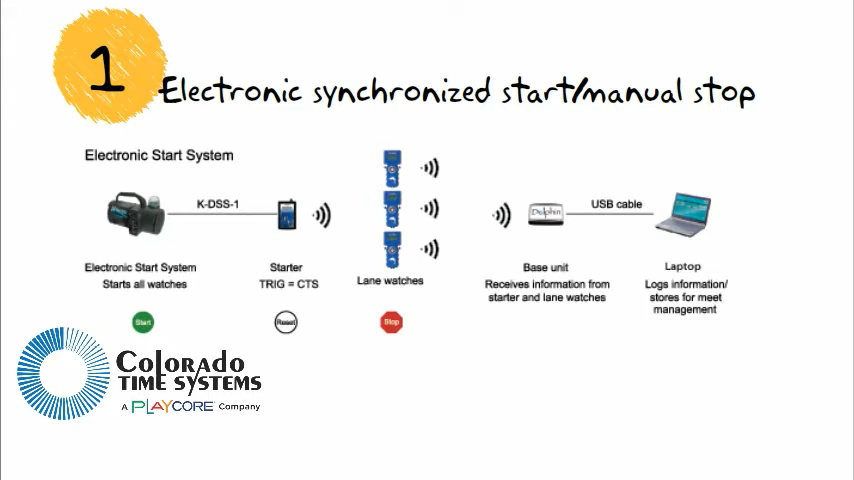 1
Electronic synchronized start/manual stop
Electronic Start System
K-DSS-1
Dolphin
USB cable
Electronic Start System
Starts all watches
Starter
TRIG = CTS
Lane watches
Base unit
Receives information from
starter and lane watches
Laptop
Logs information/
stores for meet
management
Start
Reset
Stop
Colorado
TIME SYSTEMS
A PLAYCORE Company